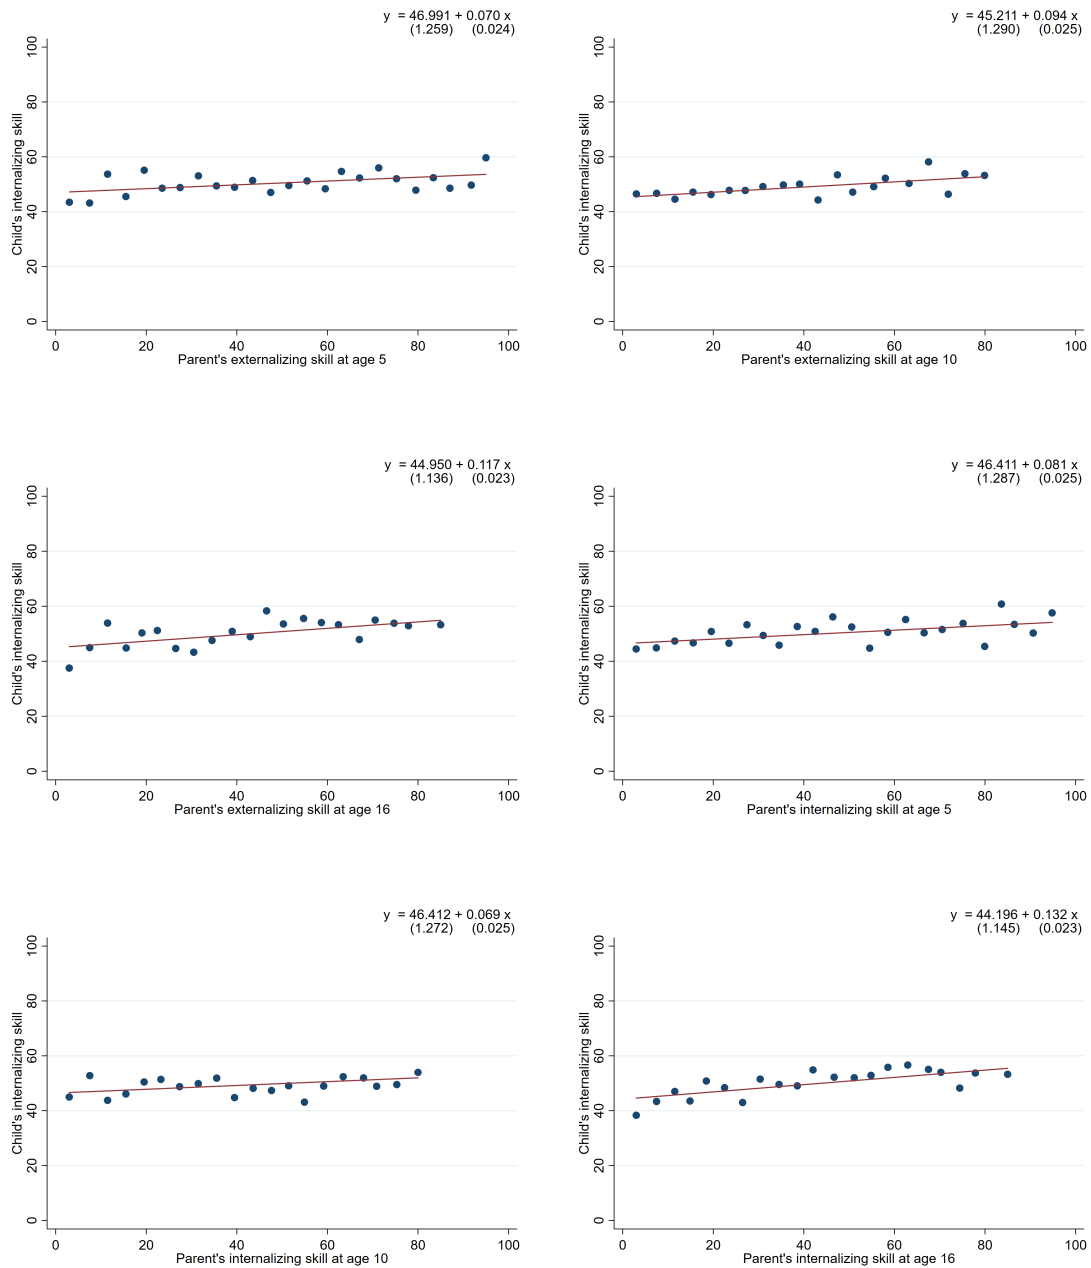 y = 46.991 + 0.070 x
(1.259) (0.024)
Child's internalizing skill
100
80
60
40
20
0
0 20 40 60 80 100
Parent's externalizing skill at age 5
y = 45.211 + 0.094 x
(1.290) (0.025)
Child's internalizing skill
100
80
60
40
20
0
0 20 40 60 80 100
Parent's externalizing skill at age 10
y = 44.950 + 0.117 x
(1.136) (0.023)
Child's internalizing skill
100
80
60
40
20
0
0 20 40 60 80 100
Parent's externalizing skill at age 16
y = 46.411 + 0.081 x
(1.287) (0.025)
Child's internalizing skill
100
80
60
40
20
0
0 20 40 60 80 100
Parent's internalizing skill at age 5
y = 46.412 + 0.069 x
(1.272) (0.025)
Child's internalizing skill
100
80
60
40
20
0
0 20 40 60 80 100
Parent's internalizing skill at age 10
y = 44.196 + 0.132 x
(1.145) (0.023)
Child's internalizing skill
100
80
60
40
20
0
0 20 40 60 80 100
Parent's internalizing skill at age 16